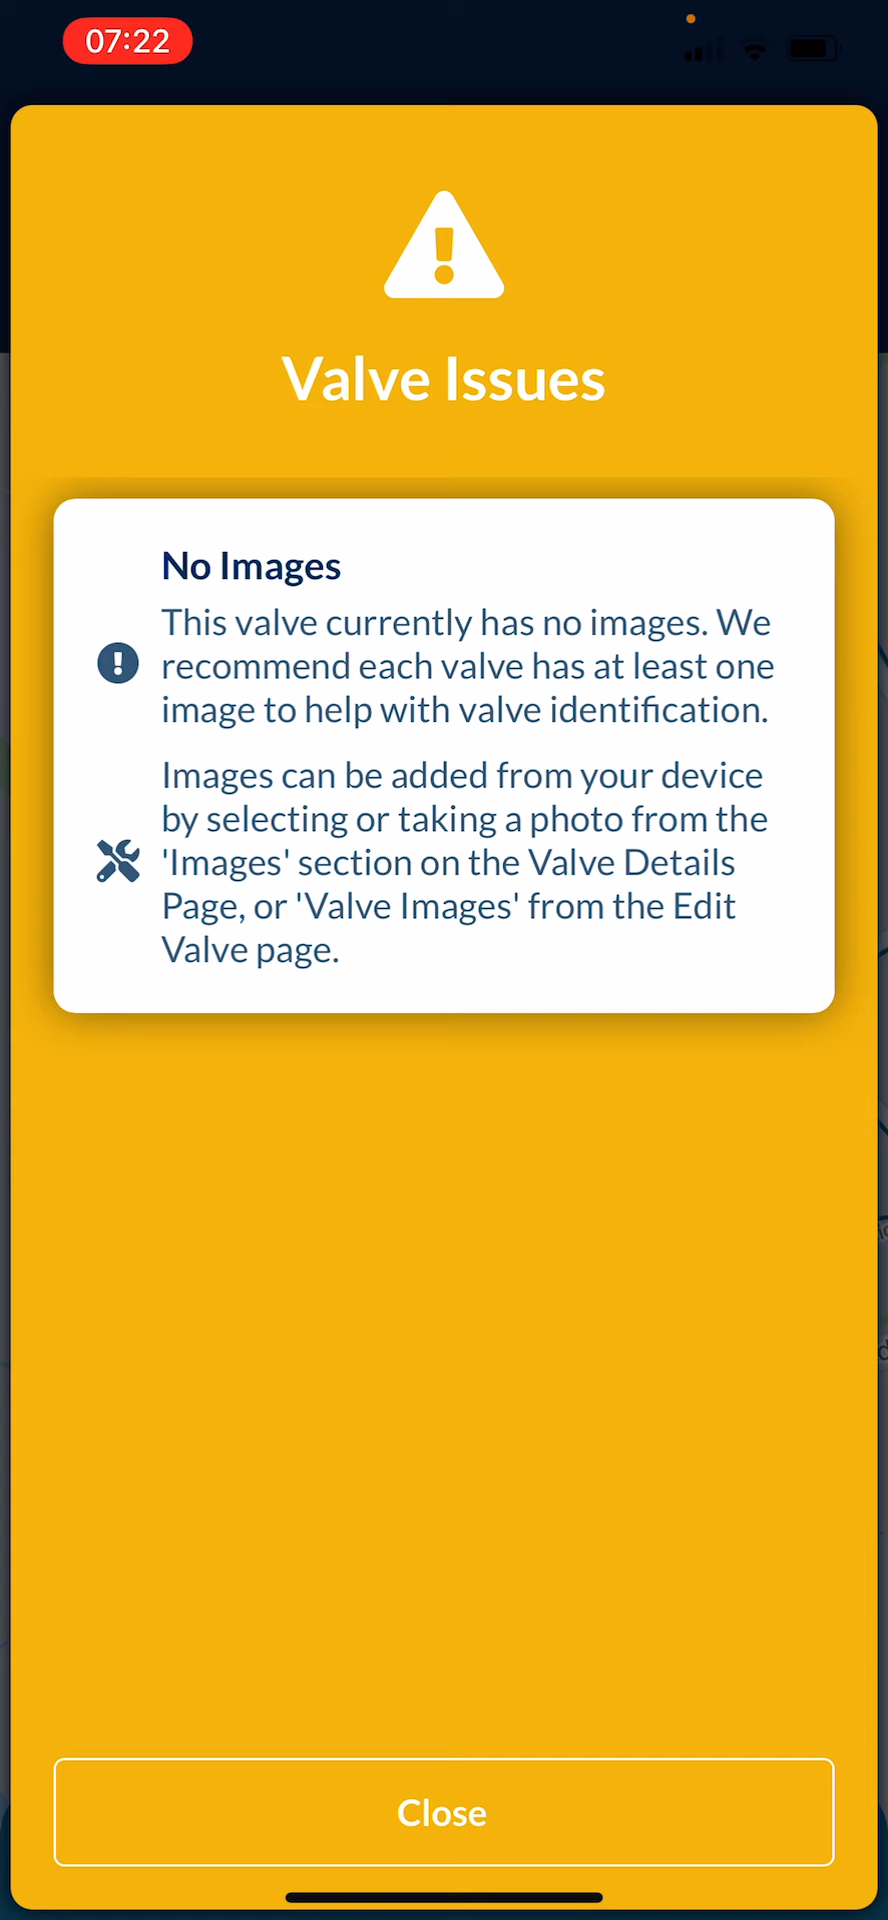 07:22
Valve Issues
No Images
This valve currently has no images. We
recommend each valve has at least one
image to help with valve identification.
Images can be added from your device
by selecting or taking a photo from the
'Images' section on the Valve Details
Page, or 'Valve Images' from the Edit
Valve page.
Close